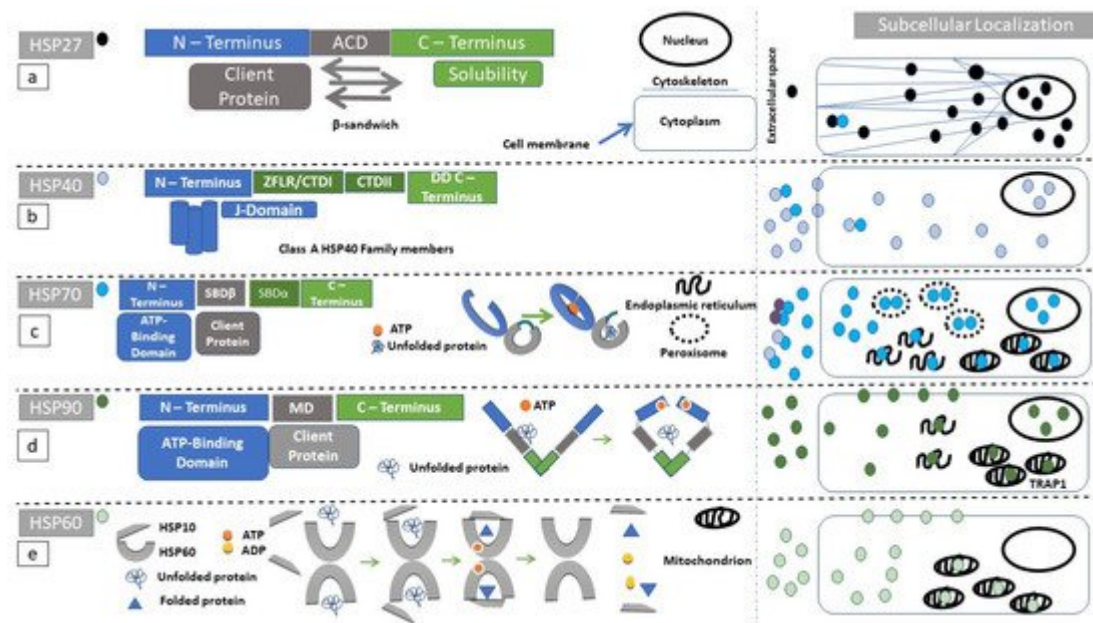 Subcellular Localization
HSP27
a
N – Terminus
ACD
C – Terminus
Client
Protein
Solubility
β-sandwich
Nucleus
Cytoskeleton
Cytoplasm
Cell membrane
Extracellular space
HSP40
b
N – Terminus
ZFLR/CTDI
CTDII
DD C –
Terminus
J-Domain
Class A HSP40 Family members
HSP70
c
N –
Terminus
SBDβ
SBDα
C –
Terminus
ATP-
Binding
Domain
Client
Protein
ATP
Unfolded protein
Endoplasmic reticulum
Peroxisome
HSP90
d
N – Terminus
MD
C – Terminus
ATP-Binding
Domain
Client
Protein
ATP
Unfolded protein
TRAP1
HSP60
e
HSP10
HSP60
ATP
ADP
Unfolded protein
Folded protein
Mitochondrion